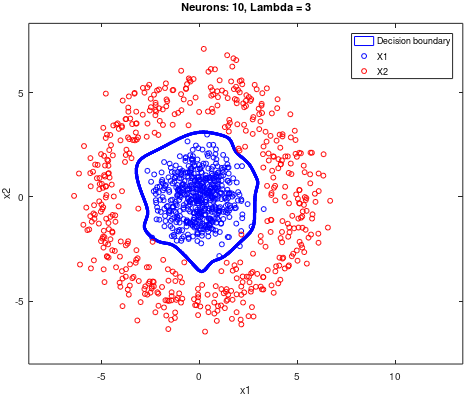 Neurons: 10, Lambda = 3
Decision boundary
X1
X2
x2
5
0
-5
-5
0
5
10
x1